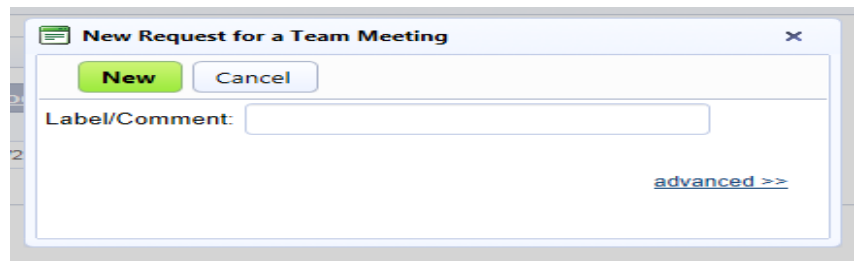 New Request for a Team Meeting
New Cancel
Label/Comment:
advanced >>